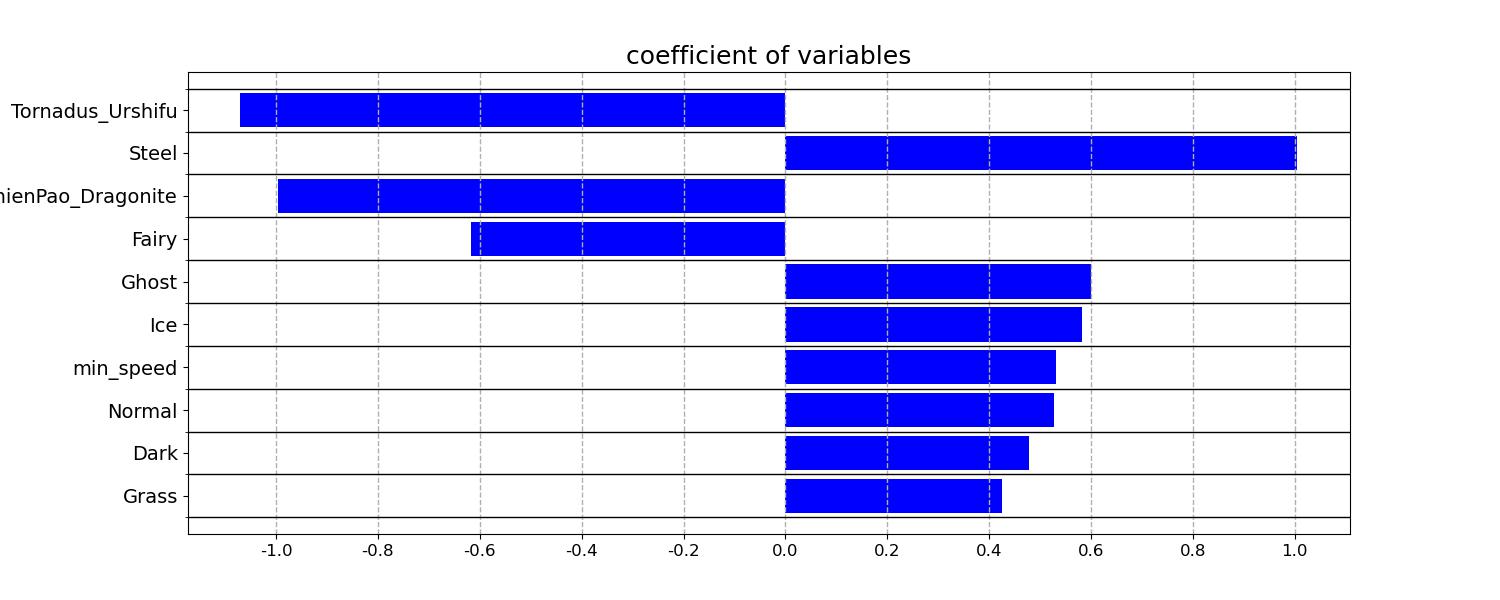 coefficient of variables
Tornadus_Urshifu
Steel
ienPao_Dragonite
Fairy
Ghost
Ice
min_speed
Normal
Dark
Grass
-1.0 -0.8 -0.6 -0.4 -0.2 0.0 0.2 0.4 0.6 0.8 1.0